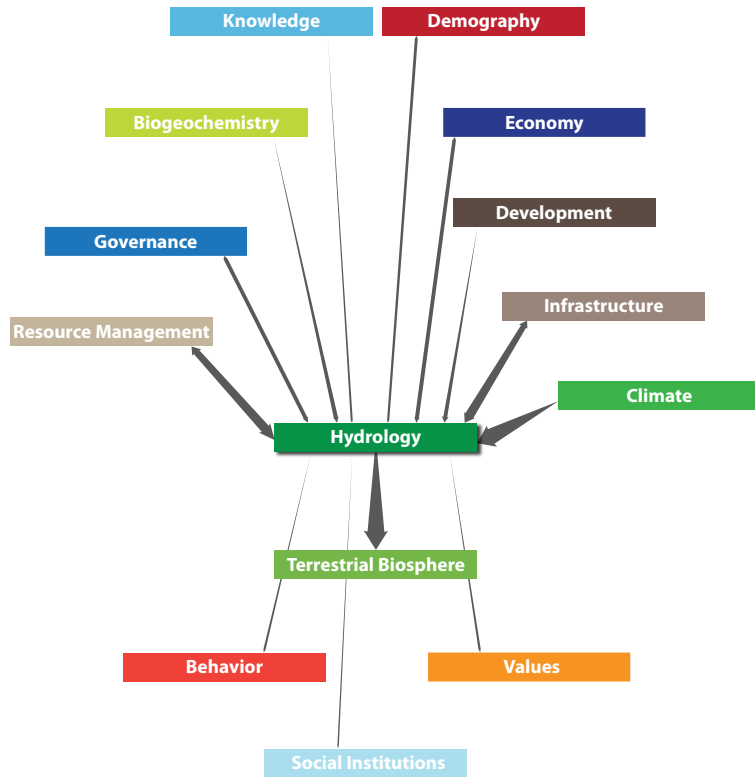 Knowledge
Demography
Biogeochemistry
Economy
Development
Governance
Infrastructure
Resource Management
Climate
Hydrology
Terrestrial Biosphere
Behavior
Values
Social Institutions